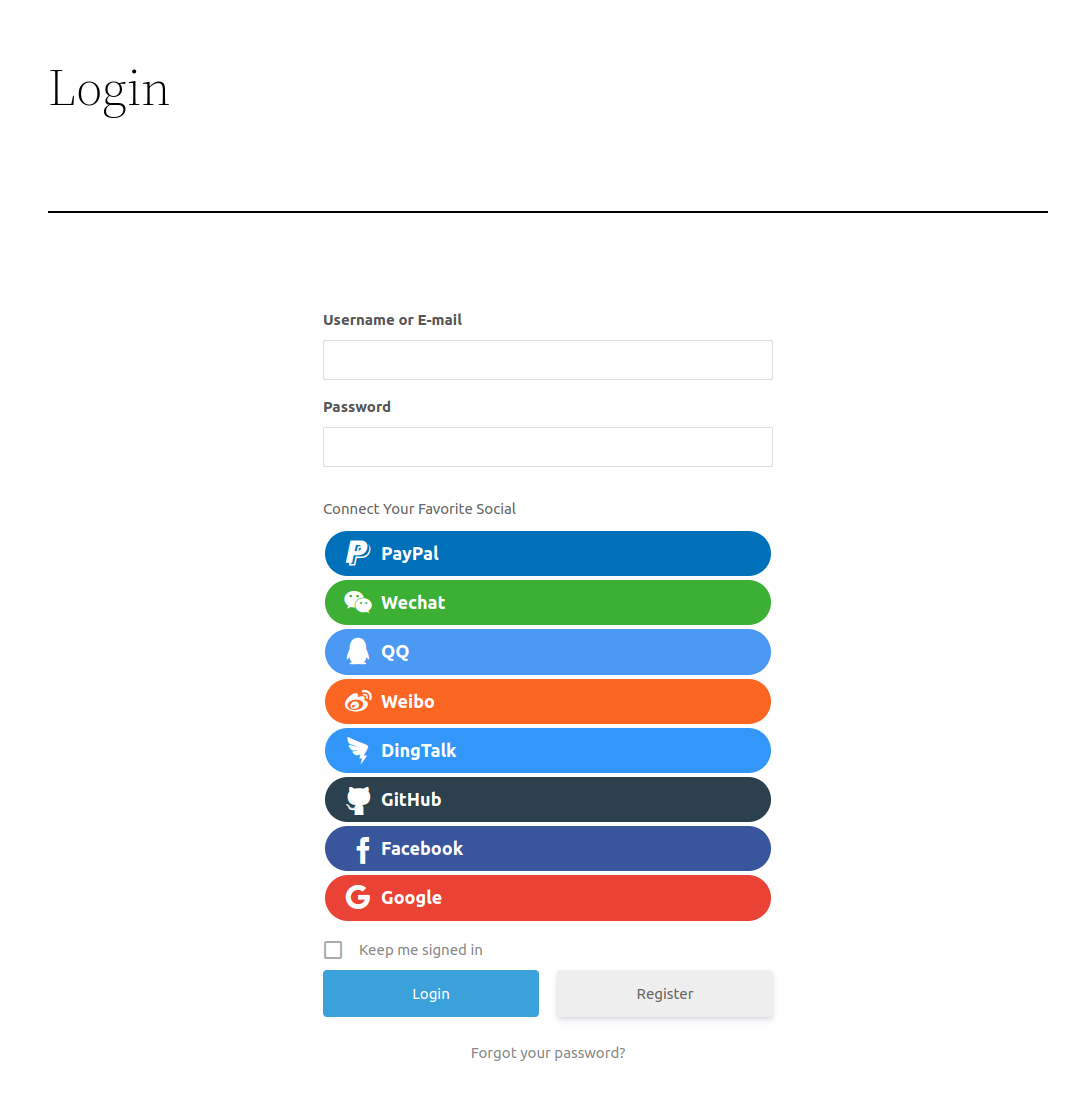 Login
Username or E-mail
Password
Connect Your Favorite Social
PayPal
Wechat
QQ
Weibo
DingTalk
GitHub
Facebook
Google
Keep me signed in
Login
Register
Forgot your password?